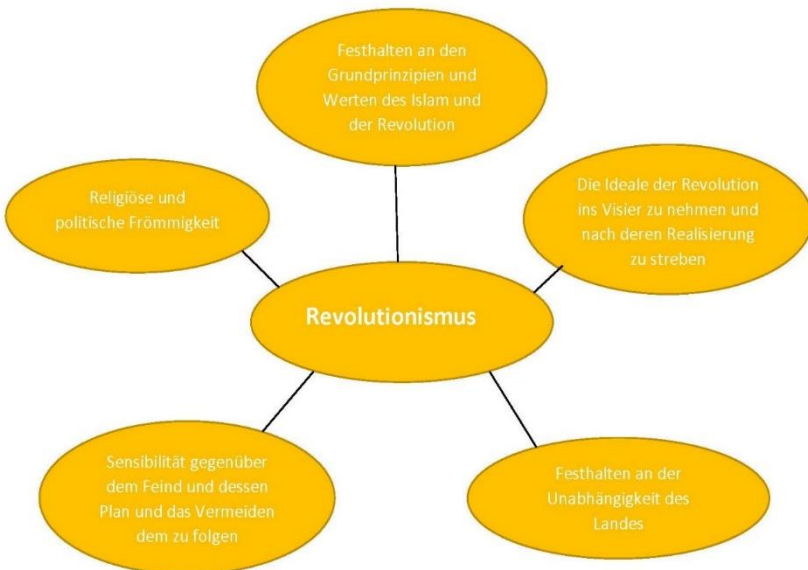 Festhalten an den
Grundprinzipien und
Werten des Islam und
der Revolution
Religiöse und
politische Frömmigkeit
Die Ideale der Revolution
ins Visier zu nehmen und
nach deren Realisierung
zu streben
Revolutionismus
Sensibilität gegenüber
dem Feind und dessen
Plan und das Vermeiden
dem zu folgen
Festhalten an der
Unabhängigkeit des
Landes